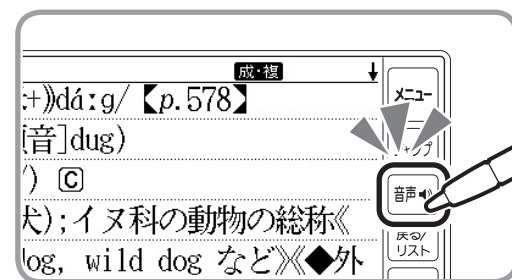 成・複 ↓
+))dáːg/ 【p.578】
音]dug)
/) C
犬);イヌ科の動物の総称《
og, wild dog など》《◆外
メニュー
音声
戻る/
リスト